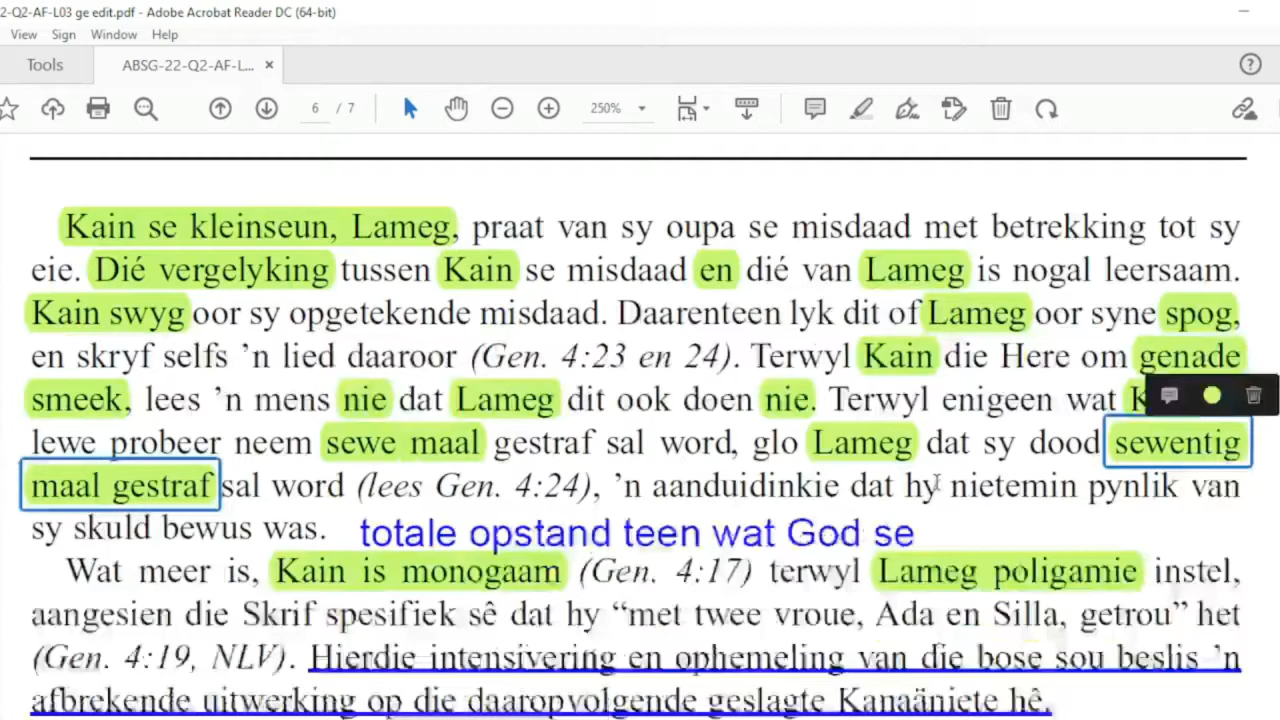 2-Q2-AF-L03 ge edit.pdf - Adobe Acrobat Reader DC (64-bit)
View Sign Window Help
Tools ABSG-22-Q2-AF-L... ×
6 / 7 250%
Kain se kleinseun, Lameg, praat van sy oupa se misdaad met betrekking tot sy
eie. Dié vergelyking tussen Kain se misdaad en dié van Lameg is nogal leersaam.
Kain swyg oor sy opgetekende misdaad. Daarenteen lyk dit of Lameg oor syne spog,
en skryf selfs ’n lied daaroor (Gen. 4:23 en 24). Terwyl Kain die Here om genade
smeek, lees ’n mens nie dat Lameg dit ook doen nie. Terwyl enigeen wat
lewe probeer neem sewe maal gestraf sal word, glo Lameg dat sy dood sewentig
maal gestraf sal word (lees Gen. 4:24), ’n aanduidinkie dat hy nietemin pynlik van
sy skuld bewus was. totale opstand teen wat God se
Wat meer is, Kain is monogaam (Gen. 4:17) terwyl Lameg poligamie instel,
aangesien die Skrif spesifiek sê dat hy “met twee vroue, Ada en Silla, getrou” het
(Gen. 4:19, NLV). Hierdie intensivering en ophemeling van die bose sou beslis ’n
afbrekende uitwerking op die daaropvolgende geslagte Kanaäniete hê.